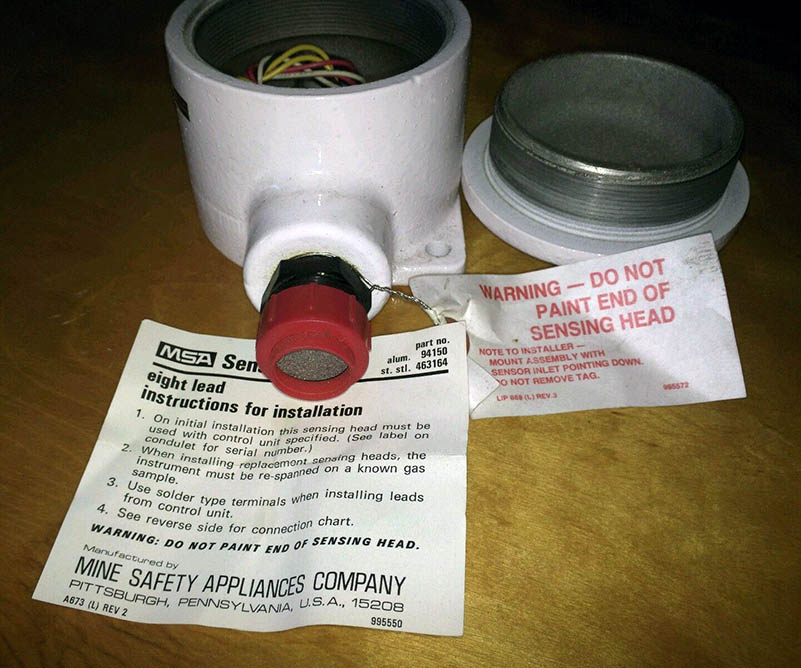 MSA Sen
part no.
alum. 94150
st. stl. 463164
eight lead
instructions for installation
1. On initial installation this sensing head must be
used with control unit specified. (See label on
condulet for serial number.)
2. When installing replacement sensing heads, the
instrument must be re-spanned on a known gas
sample.
3. Use solder type terminals when installing leads
from control unit.
4. See reverse side for connection chart.
WARNING: DO NOT PAINT END OF SENSING HEAD.
Manufactured by
MINE SAFETY APPLIANCES COMPANY
PITTSBURGH, PENNSYLVANIA, U.S.A., 15208
A673 (L) REV 2
995550
WARNING — DO NOT
PAINT END OF
SENSING HEAD
NOTE TO INSTALLER —
MOUNT ASSEMBLY WITH
SENSOR INLET POINTING DOWN.
DO NOT REMOVE TAG.
995572
(L) REV.3